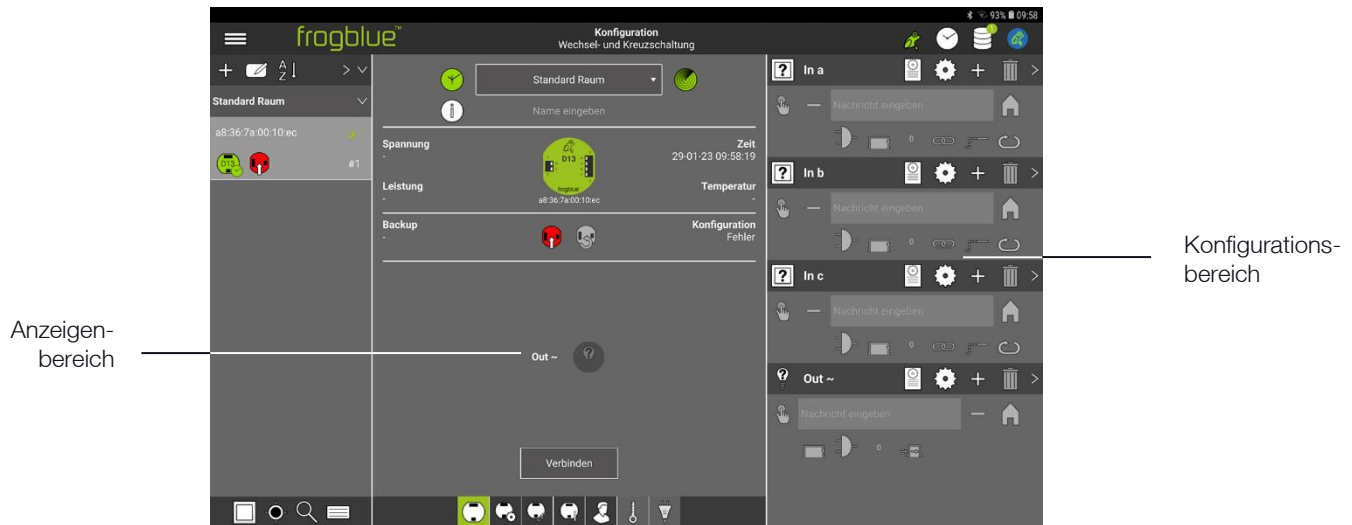 93% 09:58
frogblue™
Konfiguration
Wechsel- und Kreuzschaltung
1
A
Z
Standard Raum
a8:36:7a:00:10:ec
D13
#1
Standard Raum
i
Name eingeben
Spannung
-
Zeit
29-01-23 09:58:19
D13
frogblue
a8:36:7a:00:10:ec
Leistung
-
Temperatur
-
Backup
-
Konfiguration
Fehler
Out ~
?
Verbinden
? In a
Nachricht eingeben
0
? In b
Nachricht eingeben
0
? In c
Nachricht eingeben
0
? Out ~
Nachricht eingeben
0
Anzeigen-
bereich
Konfigurations-
bereich